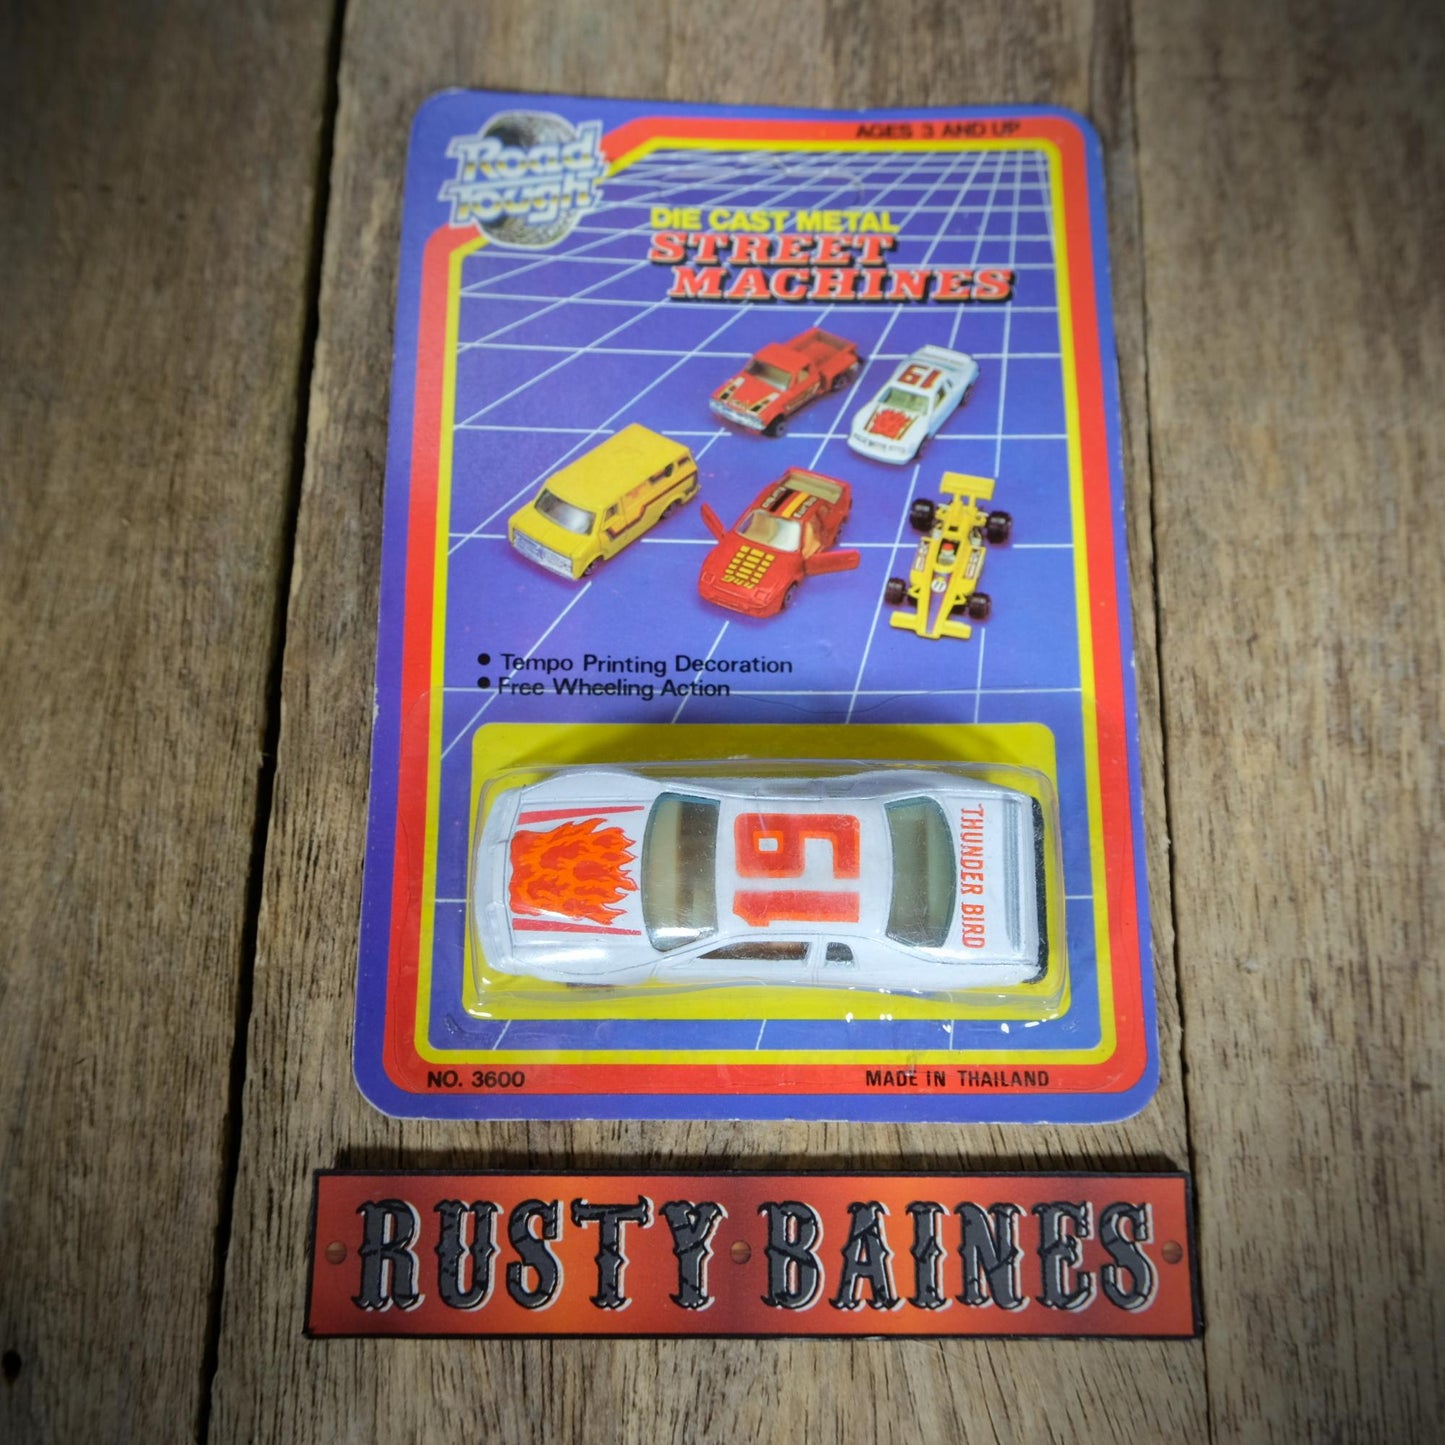 Road
Tough
AGES 3 AND UP
DIE CAST METAL
STREET
MACHINES
19
• Tempo Printing Decoration
• Free Wheeling Action
19
THUNDER BIRD
NO. 3600
MADE IN THAILAND
RUSTY BAINES